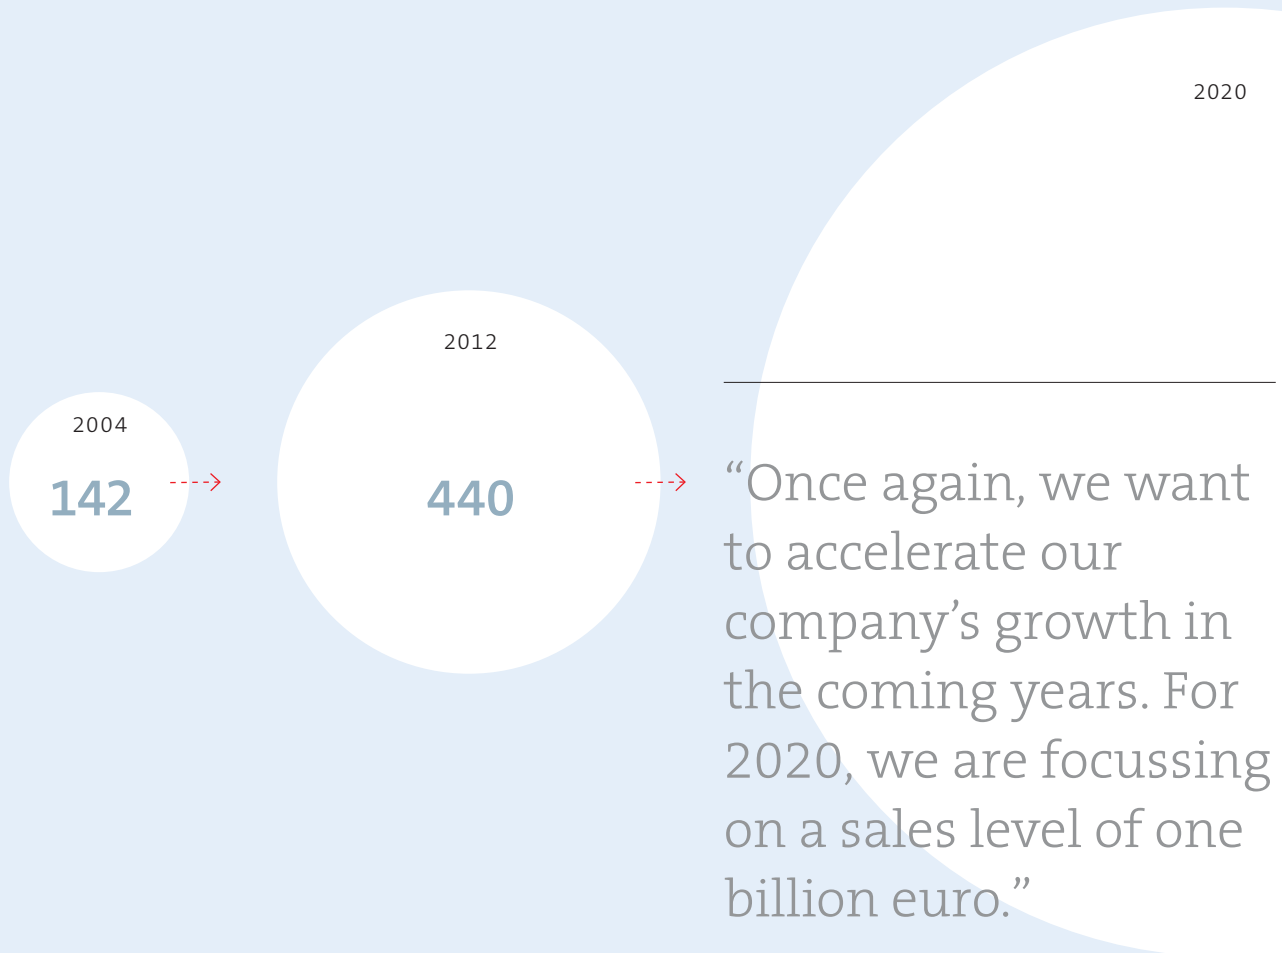 2004
142
2012
440
2020
“Once again, we want
to accelerate our
company’s growth in
the coming years. For
2020, we are focussing
on a sales level of one
billion euro.”